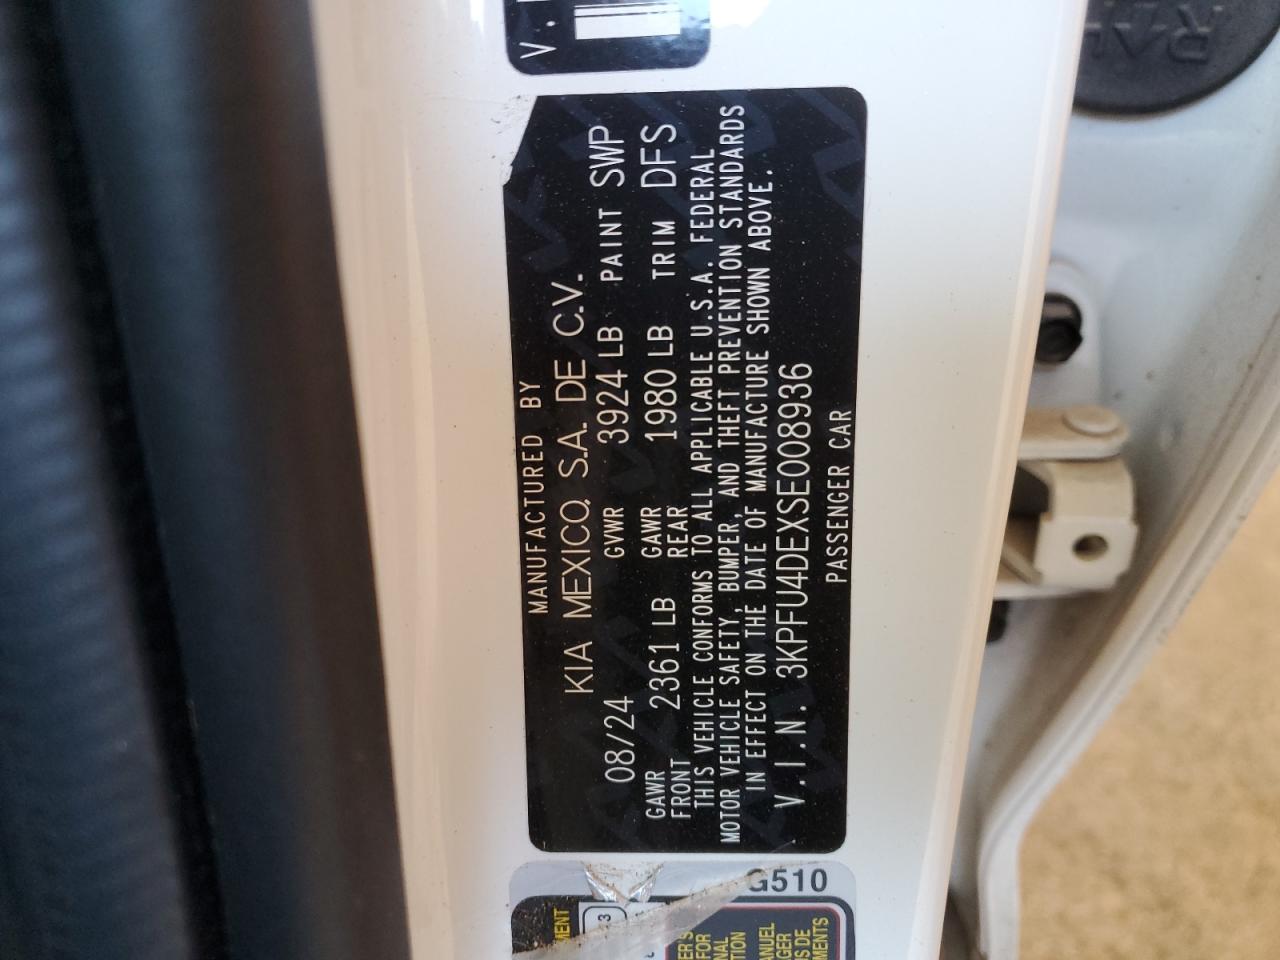 V.
MANUFACTURED BY
KIA MEXICO, S.A. DE C.V.
08/24 GVWR 3924 LB PAINT SWP
GAWR FRONT 2361 LB GAWR REAR 1980 LB TRIM DFS
THIS VEHICLE CONFORMS TO ALL APPLICABLE U.S.A. FEDERAL
MOTOR VEHICLE SAFETY, BUMPER, AND THEFT PREVENTION STANDARDS
IN EFFECT ON THE DATE OF MANUFACTURE SHOWN ABOVE.
V.I.N. 3KPFU4DEXSE008936
PASSENGER CAR
G510